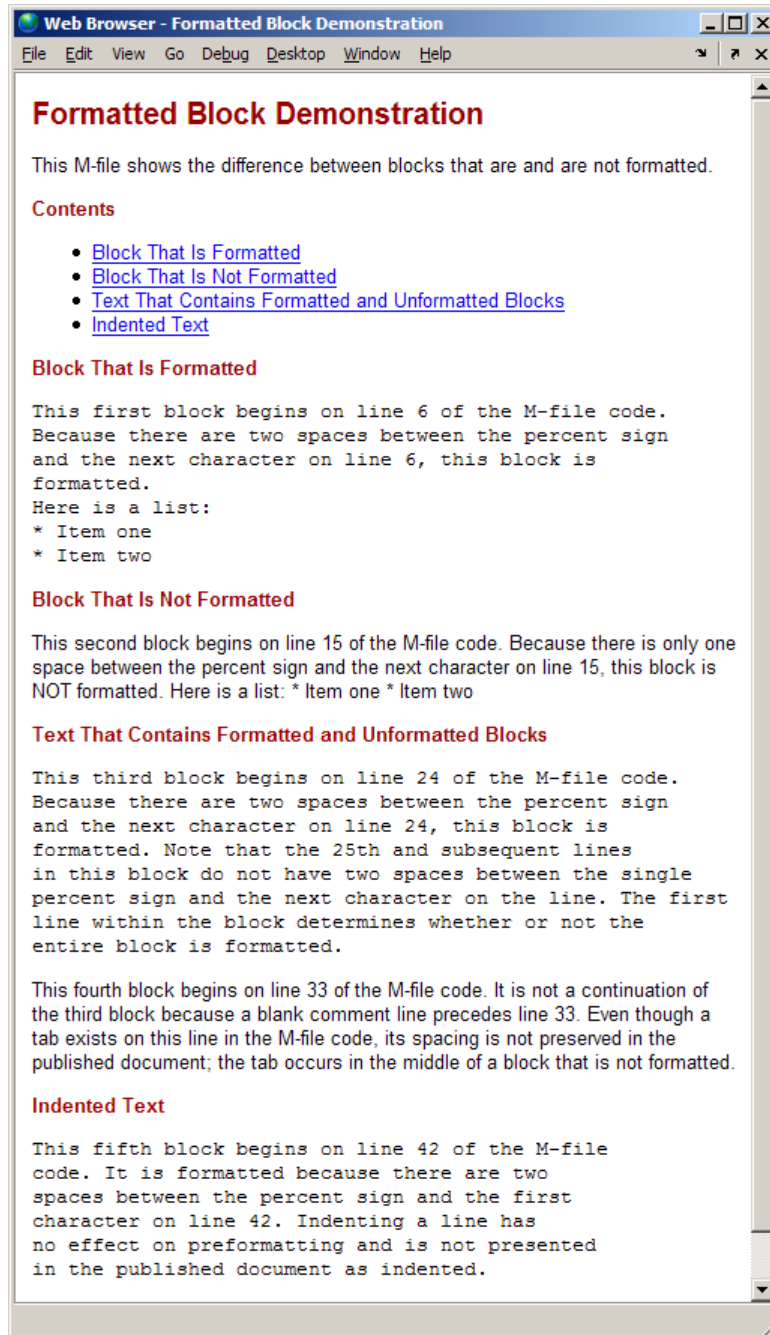 Web Browser - Formatted Block Demonstration
File Edit View Go Debug Desktop Window Help
Formatted Block Demonstration
This M-file shows the difference between blocks that are and are not formatted.
Contents
• Block That Is Formatted
• Block That Is Not Formatted
• Text That Contains Formatted and Unformatted Blocks
• Indented Text
Block That Is Formatted
This first block begins on line 6 of the M-file code.
Because there are two spaces between the percent sign
and the next character on line 6, this block is
formatted.
Here is a list:
* Item one
* Item two
Block That Is Not Formatted
This second block begins on line 15 of the M-file code. Because there is only one
space between the percent sign and the next character on line 15, this block is
NOT formatted. Here is a list: * Item one * Item two
Text That Contains Formatted and Unformatted Blocks
This third block begins on line 24 of the M-file code.
Because there are two spaces between the percent sign
and the next character on line 24, this block is
formatted. Note that the 25th and subsequent lines
in this block do not have two spaces between the single
percent sign and the next character on the line. The first
line within the block determines whether or not the
entire block is formatted.
This fourth block begins on line 33 of the M-file code. It is not a continuation of
the third block because a blank comment line precedes line 33. Even though a
tab exists on this line in the M-file code, its spacing is not preserved in the
published document; the tab occurs in the middle of a block that is not formatted.
Indented Text
This fifth block begins on line 42 of the M-file
code. It is formatted because there are two
spaces between the percent sign and the first
character on line 42. Indenting a line has
no effect on preformatting and is not presented
in the published document as indented.